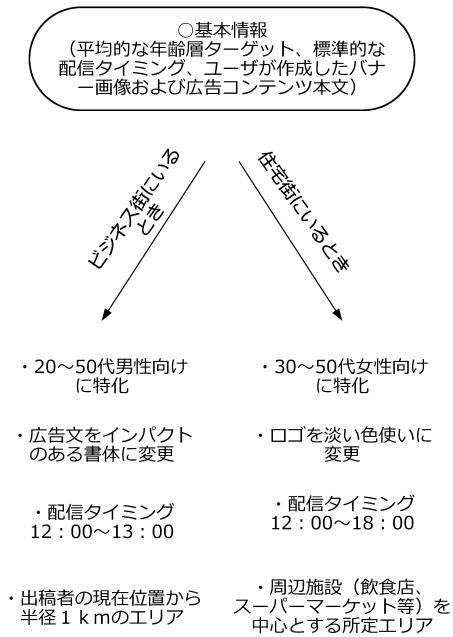 ○基本情報
（平均的な年齢層ターゲット、標準的な
配信タイミング、ユーザが作成したバナ
ー画像および広告コンテンツ本文）
ビジネス街にいる
とき
住宅街にいるとき
・20～50代男性向け
に特化
・広告文をインパクト
のある書体に変更
・配信タイミング
12：00～13：00
・出稿者の現在位置から
半径１ｋmのエリア
・30～50代女性向け
に特化
・ロゴを淡い色使いに
変更
・配信タイミング
12：00～18：00
・周辺施設（飲食店、
スーパーマーケット等）を
中心とする所定エリア